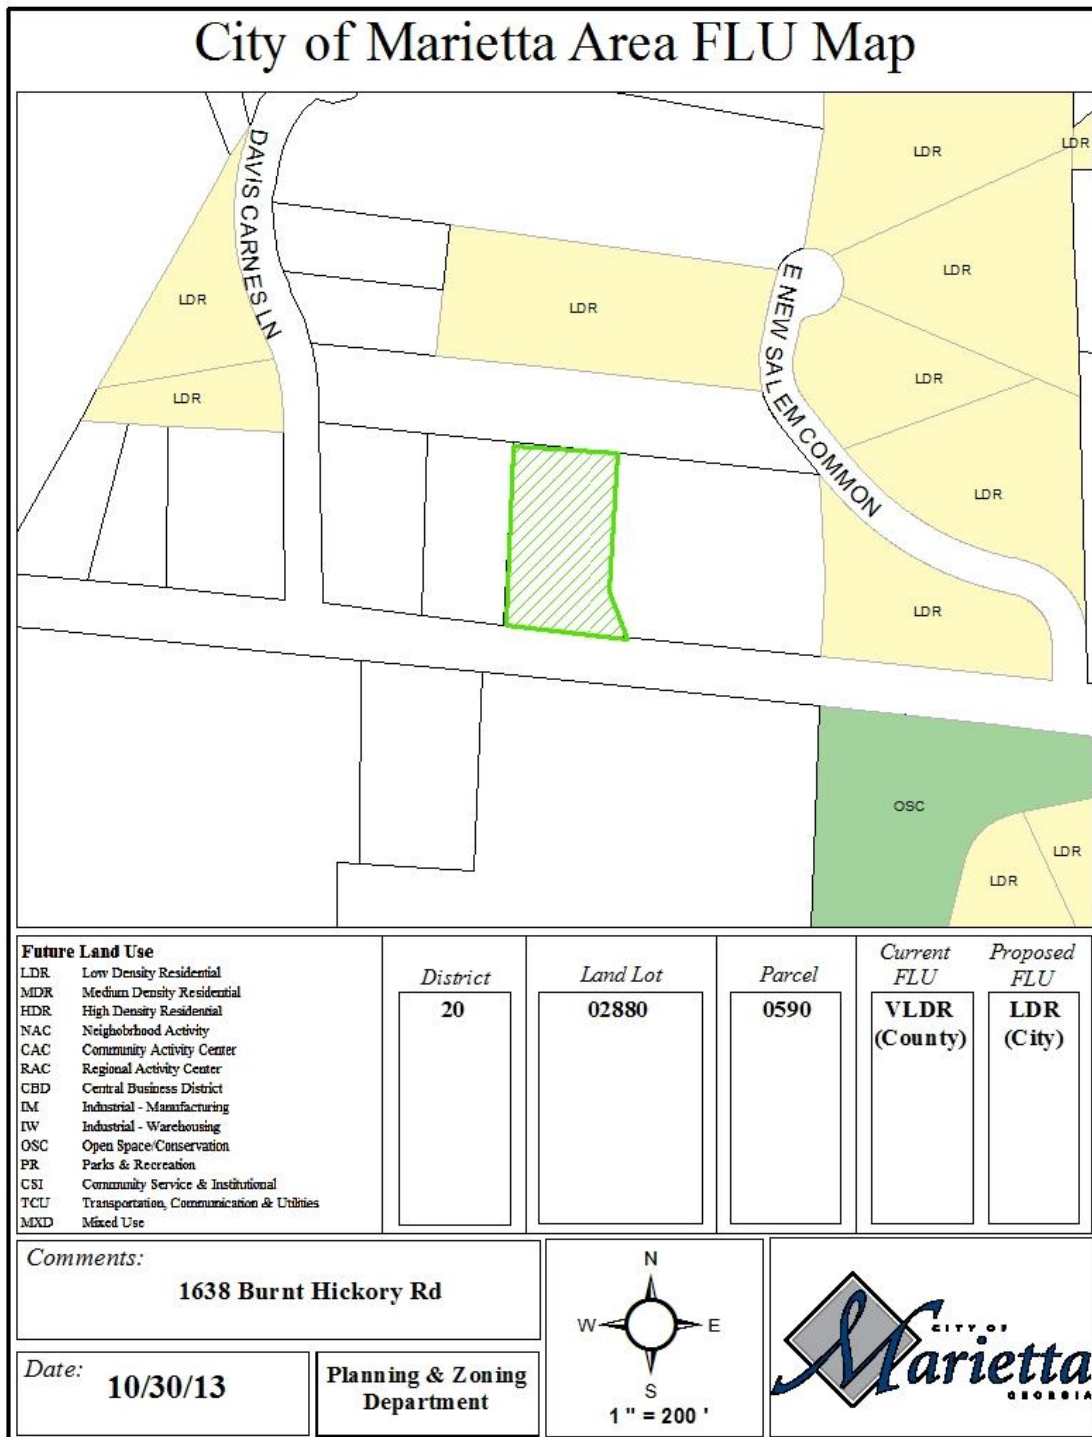 City of Marietta Area FLU Map
LDR
LDR
DAVIS CARNES LN
LDR
LDR
LDR
LDR
E NEW SALEM COMMON
LDR
LDR
LDR
LDR
OSC
LDR
LDR
Future Land Use
LDR Low Density Residential
MDR Medium Density Residential
HDR High Density Residential
NAC Neighobrhood Activity
CAC Community Activity Center
RAC Regional Activity Center
CBD Central Business District
IM Industrial - Manufacturing
IW Industrial - Warehousing
OSC Open Space/Conservation
PR Parks & Recreation
CSI Community Service & Institutional
TCU Transportation, Communication & Utilities
MXD Mixed Use
District
20
Land Lot
02880
Parcel
0590
Current
FLU
VLDR
(County)
Proposed
FLU
LDR
(City)
Comments:
1638 Burnt Hickory Rd
Date:
10/30/13
Planning & Zoning
Department
N
W E
S
1 " = 200 '
CITY OF
Marietta
GEORGIA